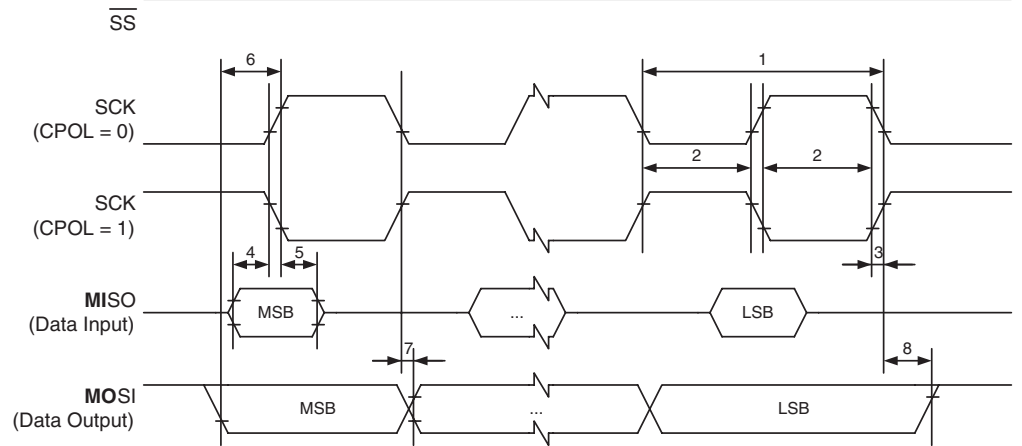 SS
6
1
SCK
(CPOL = 0)
2
2
SCK
(CPOL = 1)
4
5
3
MISO
(Data Input)
MSB
...
LSB
7
8
MOSI
(Data Output)
MSB
...
LSB